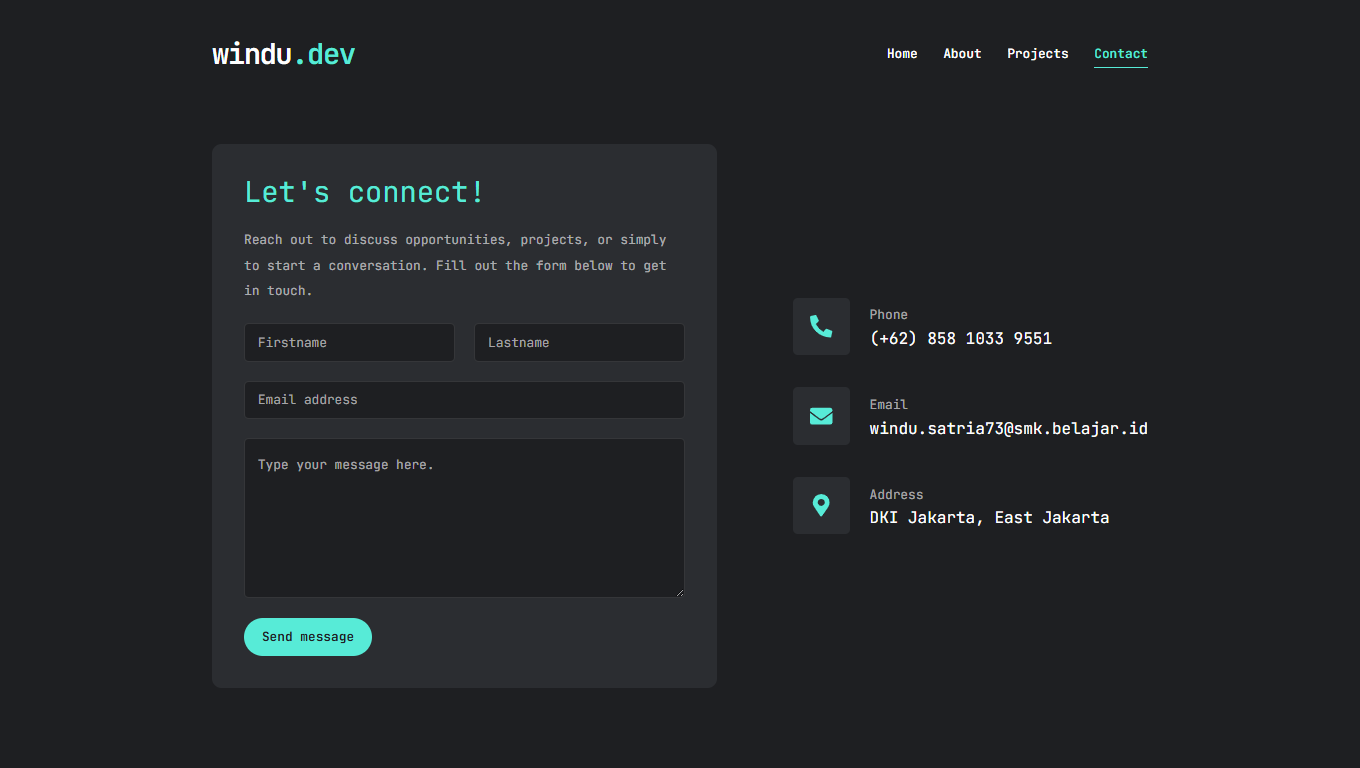 windu.dev
Home About Projects Contact
Let's connect!
Reach out to discuss opportunities, projects, or simply
to start a conversation. Fill out the form below to get
in touch.
Firstname Lastname
Email address
Type your message here.
Send message
Phone
(+62) 858 1033 9551
Email
windu.satria73@smk.belajar.id
Address
DKI Jakarta, East Jakarta